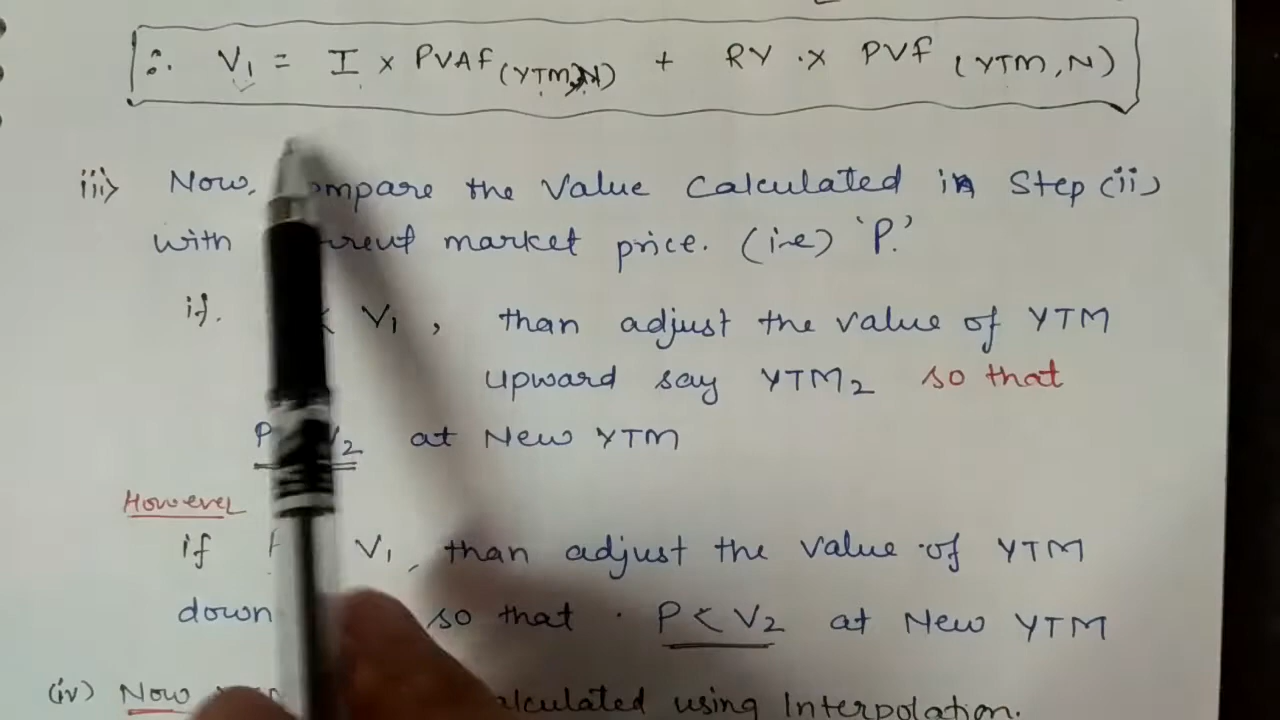 ∴ V₁ = I × PVAF(YTM,N) + RV × PVF (YTM, N)
iii) Now, the Value Calculated in Step (ii)
with market price. (i-e) 'P.'
if. < V₁ , than adjust the value of YTM
upward say YTM₂ so that
P V₂ at New YTM
However
if V₁, than adjust the value of YTM
down so that P < V₂ at New YTM
(iv) Now using Interpolation.